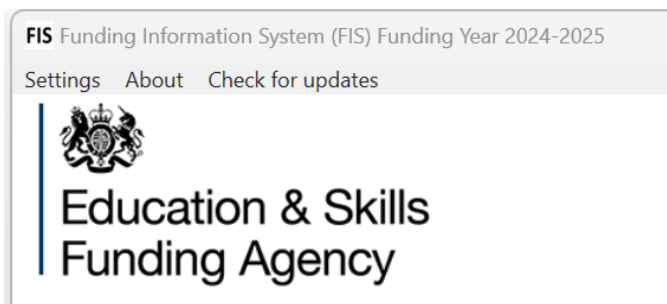 FIS Funding Information System (FIS) Funding Year 2024-2025
Settings About Check for updates
Education & Skills
Funding Agency